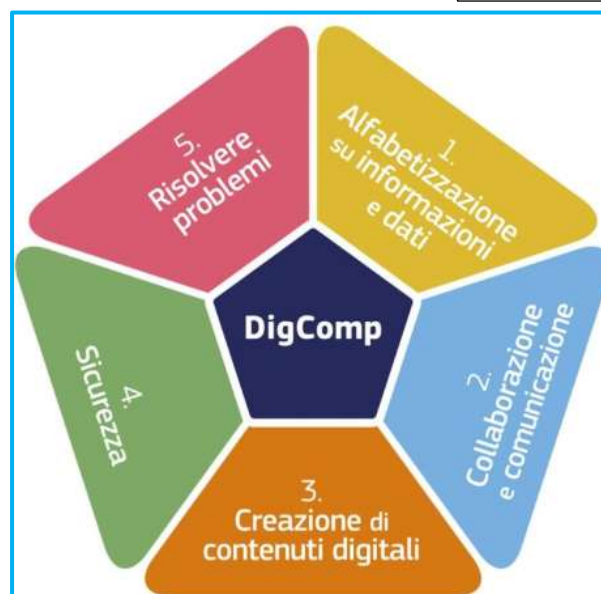 DigComp
1.
Alfabetizzazione
su informazioni
e dati
2.
Collaborazione
e comunicazione
3.
Creazione di
contenuti digitali
4.
Sicurezza
5.
Risolvere
problemi